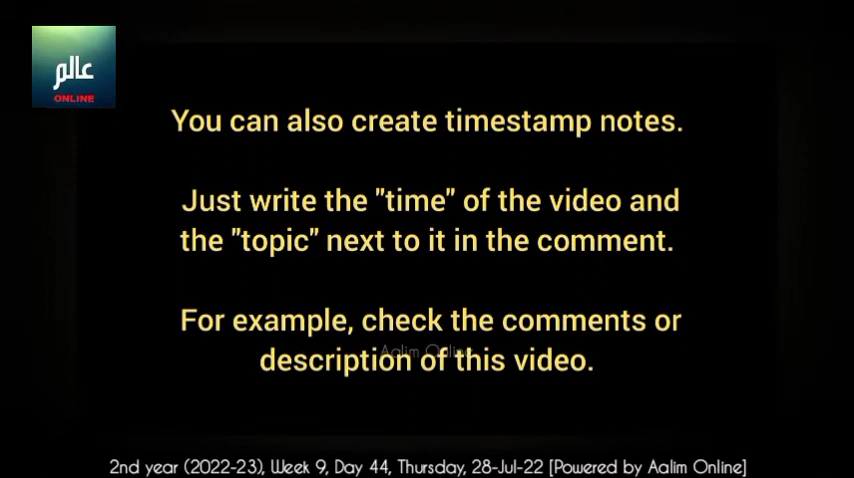 عالم
ONLINE
You can also create timestamp notes.
Just write the "time" of the video and
the "topic" next to it in the comment.
For example, check the comments or
description of this video.
Aalim Online
2nd year (2022-23), Week 9, Day 44, Thursday, 28-Jul-22 [Powered by Aalim Online]